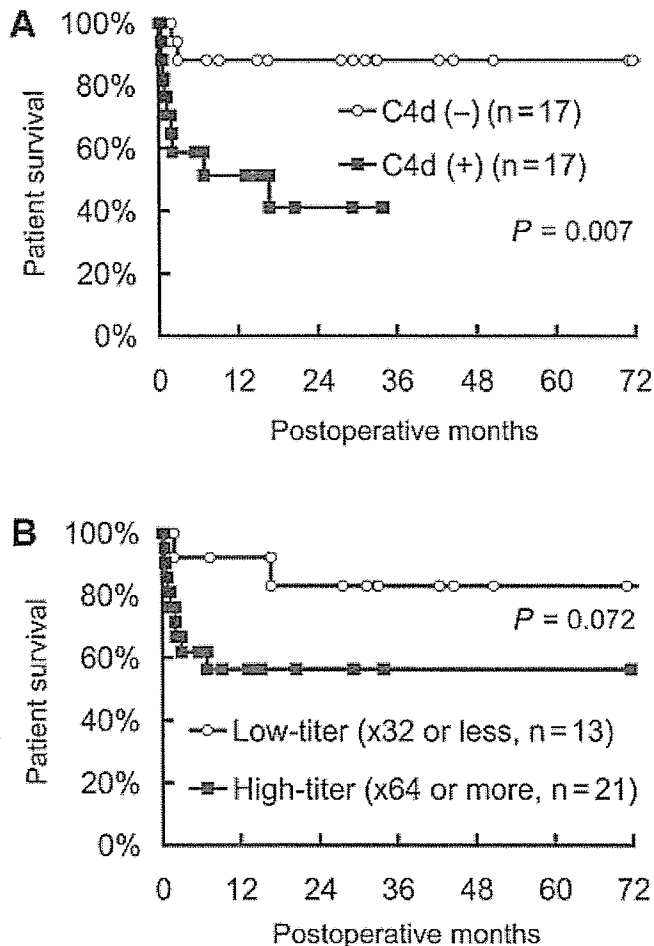 A
100%
80%
60%
40%
20%
0%
Patient survival
C4d (–) (n=17)
C4d (+) (n=17)
P = 0.007
0 12 24 36 48 60 72
Postoperative months
B
100%
80%
60%
40%
20%
0%
Patient survival
P = 0.072
Low-titer (x32 or less, n=13)
High-titer (x64 or more, n=21)
0 12 24 36 48 60 72
Postoperative months